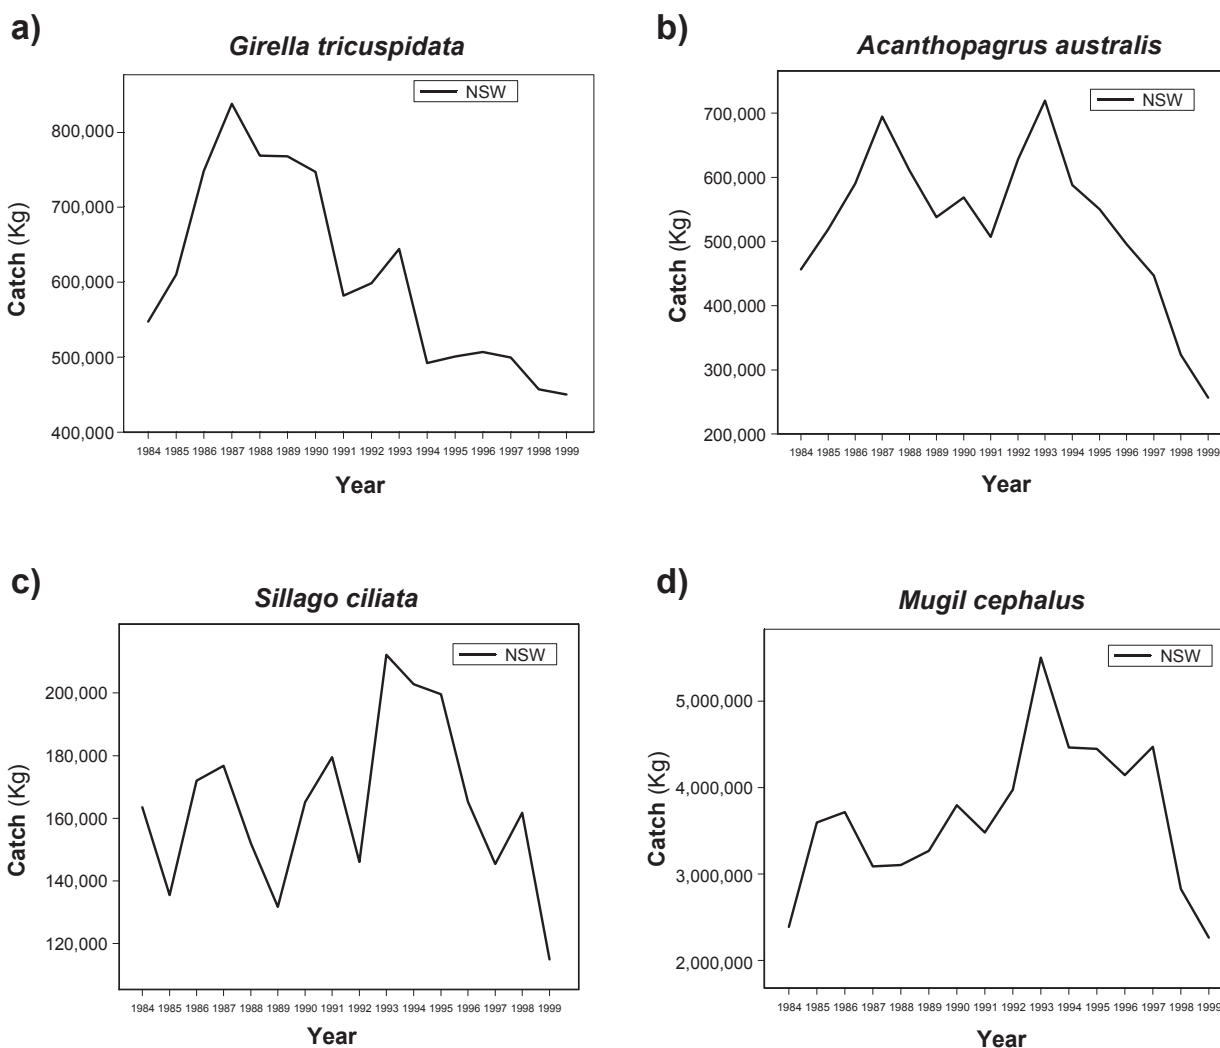 a)
Girella tricuspidata
NSW
800,000
700,000
600,000
500,000
400,000
Catch (Kg)
1984 1985 1986 1987 1988 1989 1990 1991 1992 1993 1994 1995 1996 1997 1998 1999
Year
b)
Acanthopagrus australis
NSW
700,000
600,000
500,000
400,000
300,000
200,000
Catch (Kg)
1984 1985 1986 1987 1988 1989 1990 1991 1992 1993 1994 1995 1996 1997 1998 1999
Year
c)
Sillago ciliata
NSW
200,000
180,000
160,000
140,000
120,000
Catch (Kg)
1984 1985 1986 1987 1988 1989 1990 1991 1992 1993 1994 1995 1996 1997 1998 1999
Year
d)
Mugil cephalus
NSW
5,000,000
4,000,000
3,000,000
2,000,000
Catch (Kg)
1984 1985 1986 1987 1988 1989 1990 1991 1992 1993 1994 1995 1996 1997 1998 1999
Year